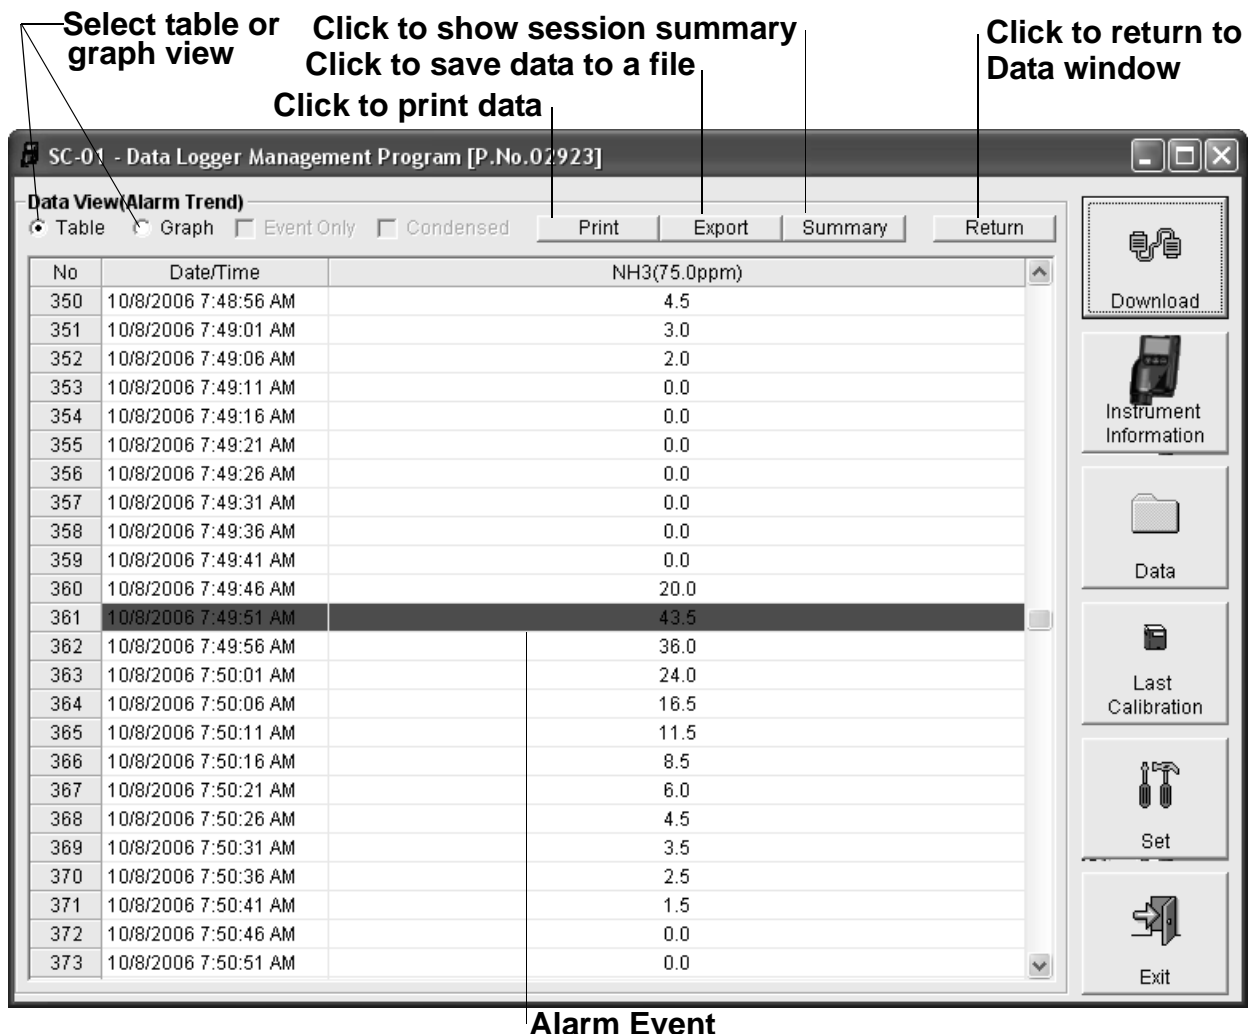 Select table or
graph view
Click to show session summary
Click to save data to a file
Click to print data
Click to return to
Data window
SC-01 - Data Logger Management Program [P.No.02923]
Data View(Alarm Trend)
Table Graph Event Only Condensed Print Export Summary Return
No Date/Time NH3(75.0ppm)
350 10/8/2006 7:48:56 AM 4.5
351 10/8/2006 7:49:01 AM 3.0
352 10/8/2006 7:49:06 AM 2.0
353 10/8/2006 7:49:11 AM 0.0
354 10/8/2006 7:49:16 AM 0.0
355 10/8/2006 7:49:21 AM 0.0
356 10/8/2006 7:49:26 AM 0.0
357 10/8/2006 7:49:31 AM 0.0
358 10/8/2006 7:49:36 AM 0.0
359 10/8/2006 7:49:41 AM 0.0
360 10/8/2006 7:49:46 AM 20.0
361 10/8/2006 7:49:51 AM 43.5
362 10/8/2006 7:49:56 AM 36.0
363 10/8/2006 7:50:01 AM 24.0
364 10/8/2006 7:50:06 AM 16.5
365 10/8/2006 7:50:11 AM 11.5
366 10/8/2006 7:50:16 AM 8.5
367 10/8/2006 7:50:21 AM 6.0
368 10/8/2006 7:50:26 AM 4.5
369 10/8/2006 7:50:31 AM 3.5
370 10/8/2006 7:50:36 AM 2.5
371 10/8/2006 7:50:41 AM 1.5
372 10/8/2006 7:50:46 AM 0.0
373 10/8/2006 7:50:51 AM 0.0
Download
Instrument
Information
Data
Last
Calibration
Set
Exit
Alarm Event